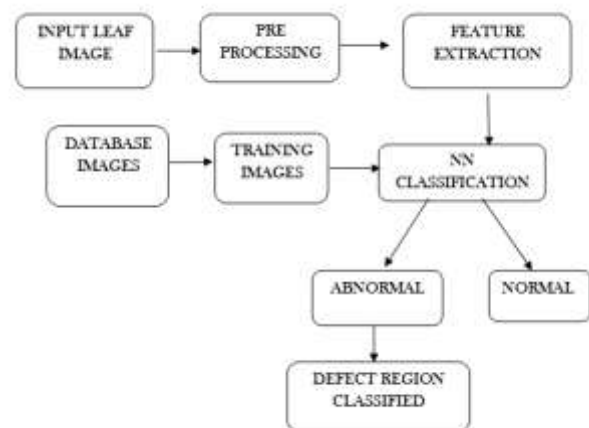 INPUT LEAF
IMAGE
PRE
PROCESSING
FEATURE
EXTRACTION
DATABASE
IMAGES
TRAINING
IMAGES
NN
CLASSIFICATION
ABNORMAL
NORMAL
DEFECT REGION
CLASSIFIED